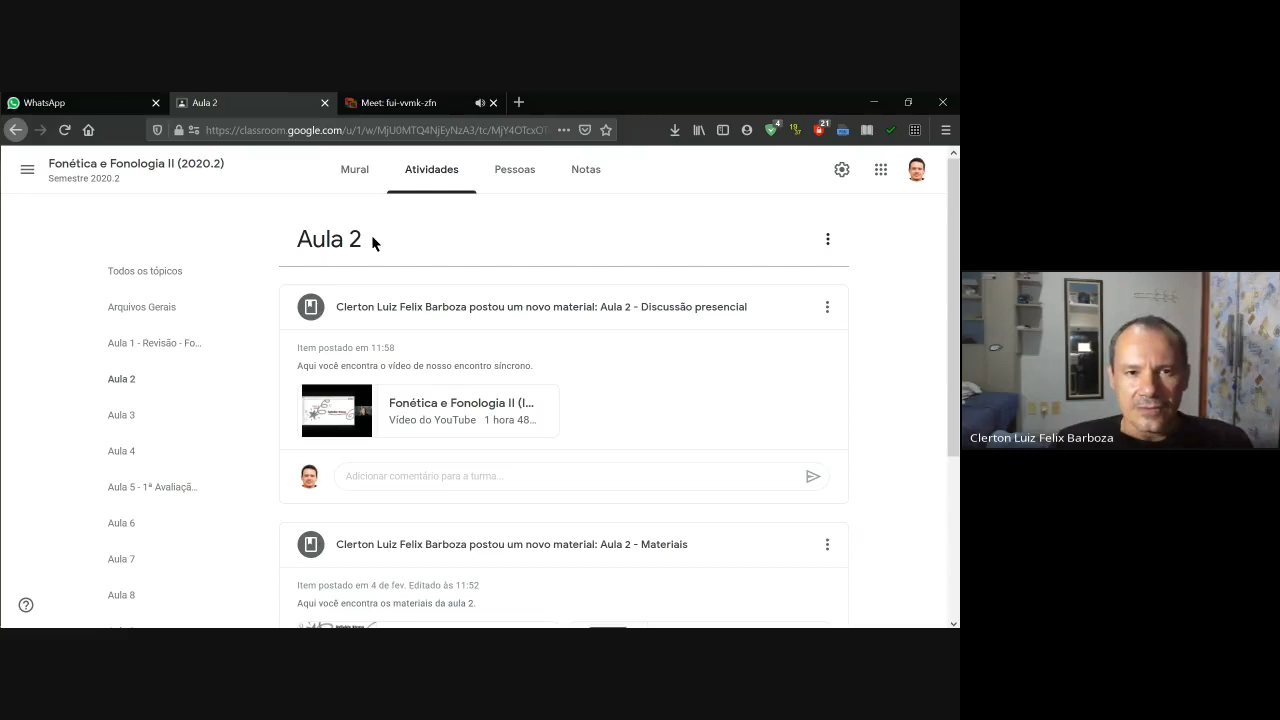 WhatsApp
Aula 2
Meet: fui-vvmk-zfn
https://classroom.google.com/u/1/w/MjU0MTQ4NjEyNzA3/tc/MjY4OTcxOT
4
21
Fonética e Fonologia II (2020.2)
Semestre 2020.2
Mural
Atividades
Pessoas
Notas
Aula 2
Todos os tópicos
Arquivos Gerais
Aula 1 - Revisão - Fo...
Aula 2
Aula 3
Aula 4
Aula 5 - 1ª Avaliaçã...
Aula 6
Aula 7
Aula 8
Clerton Luiz Felix Barboza postou um novo material: Aula 2 - Discussão presencial
Item postado em 11:58
Aqui você encontra o vídeo de nosso encontro síncrono.
Fonética e Fonologia II (I...
Vídeo do YouTube 1 hora 48...
Adicionar comentário para a turma...
Clerton Luiz Felix Barboza postou um novo material: Aula 2 - Materiais
Item postado em 4 de fev. Editado às 11:52
Aqui você encontra os materiais da aula 2.
Clerton Luiz Felix Barboza